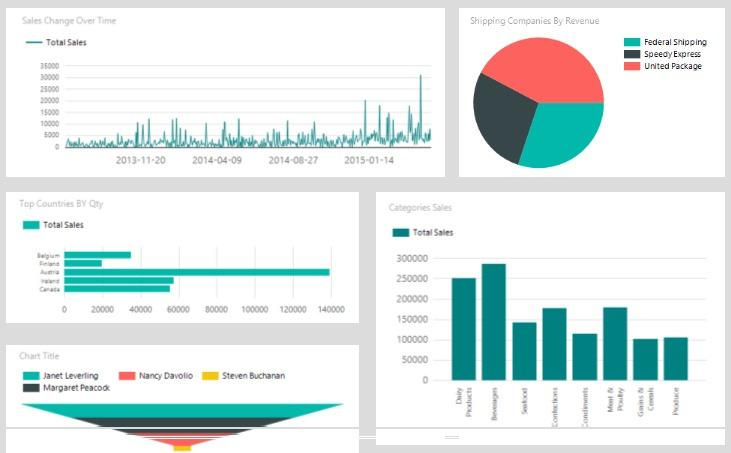 Sales Change Over Time
Total Sales
35000
30000
25000
20000
15000
10000
5000
0
2013-11-20 2014-04-09 2014-08-27 2015-01-14
Shipping Companies By Revenue
Federal Shipping
Speedy Express
United Package
Top Countries BY Qty
Total Sales
Belgium
Finland
Austria
Ireland
Canada
0 20000 40000 60000 80000 100000 120000 140000
Categories Sales
Total Sales
300000
250000
200000
150000
100000
50000
0
Dairy
Products
Beverages
Seafood
Confections
Condiments
Meat &
Poultry
Grains &
Cereals
Produce
Chart Title
Janet Leverling Nancy Davolio Steven Buchanan
Margaret Peacock